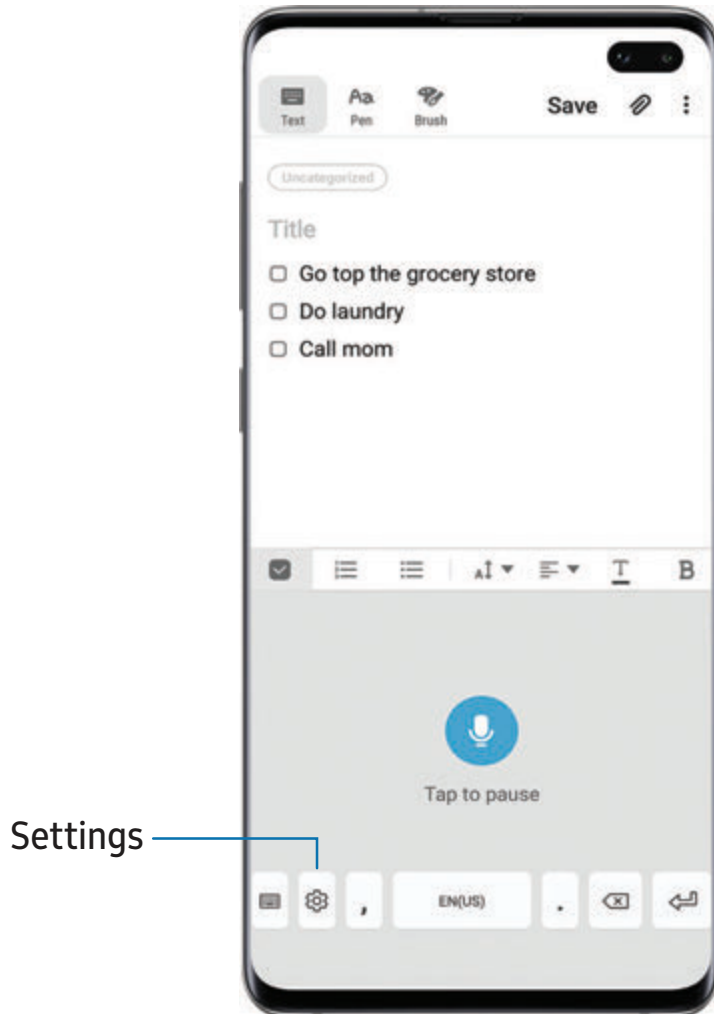 Text
Aa
Pen
Brush
Save
Uncategorized
Title
Go top the grocery store
Do laundry
Call mom
A
T
B
Tap to pause
Settings
,
EN(US)
.